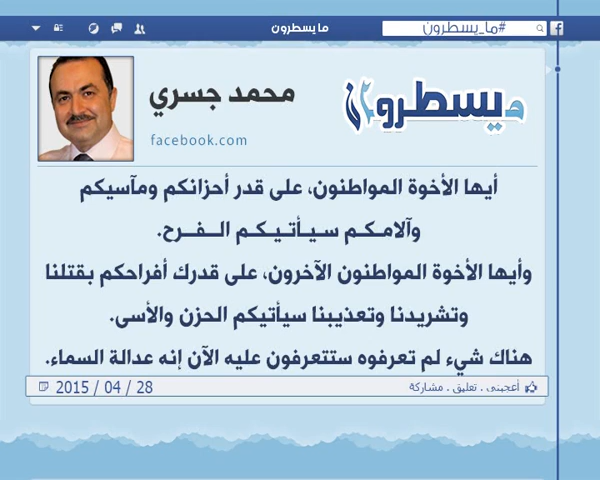 ما يسطرون
#ما_يسطرون
محمد جسري
ما يسطرون
facebook.com
أيها الأخوة المواطنون، على قدر أحزانكم ومآسيكم
وآلامكم سيأتيكم الفرح.
وأيها الأخوة المواطنون الآخرون، على قدرك أفراحكم بقتلنا
وتشريدنا وتعذيبنا سيأتيكم الحزن والأسى.
هناك شيء لم تعرفوه ستتعرفون عليه الآن إنه عدالة السماء.
أعجبني . تعليق . مشاركة
2015 / 04 / 28